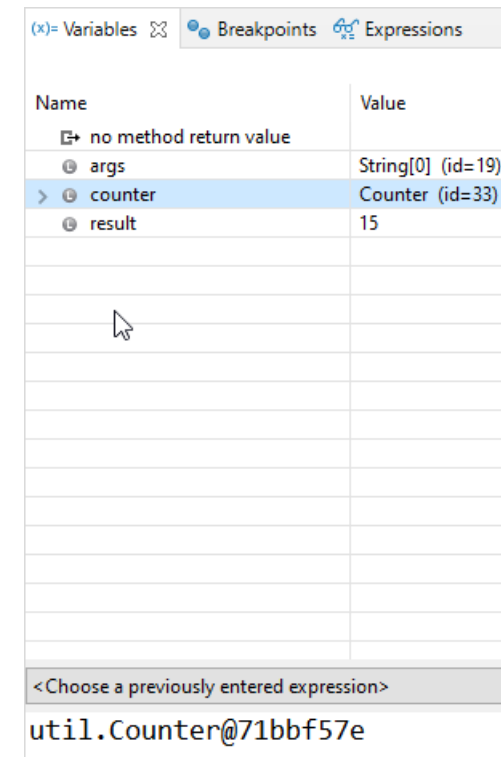 (x)= Variables Breakpoints Expressions
Name Value
no method return value
args String[0] (id=19)
counter Counter (id=33)
result 15
<Choose a previously entered expression>
util.Counter@71bbf57e